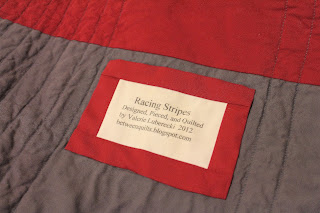 Racing Stripes
Designed, Pieced, and Quilted
by Valerie Luberecki 2012
betweenquilts.blogspot.com